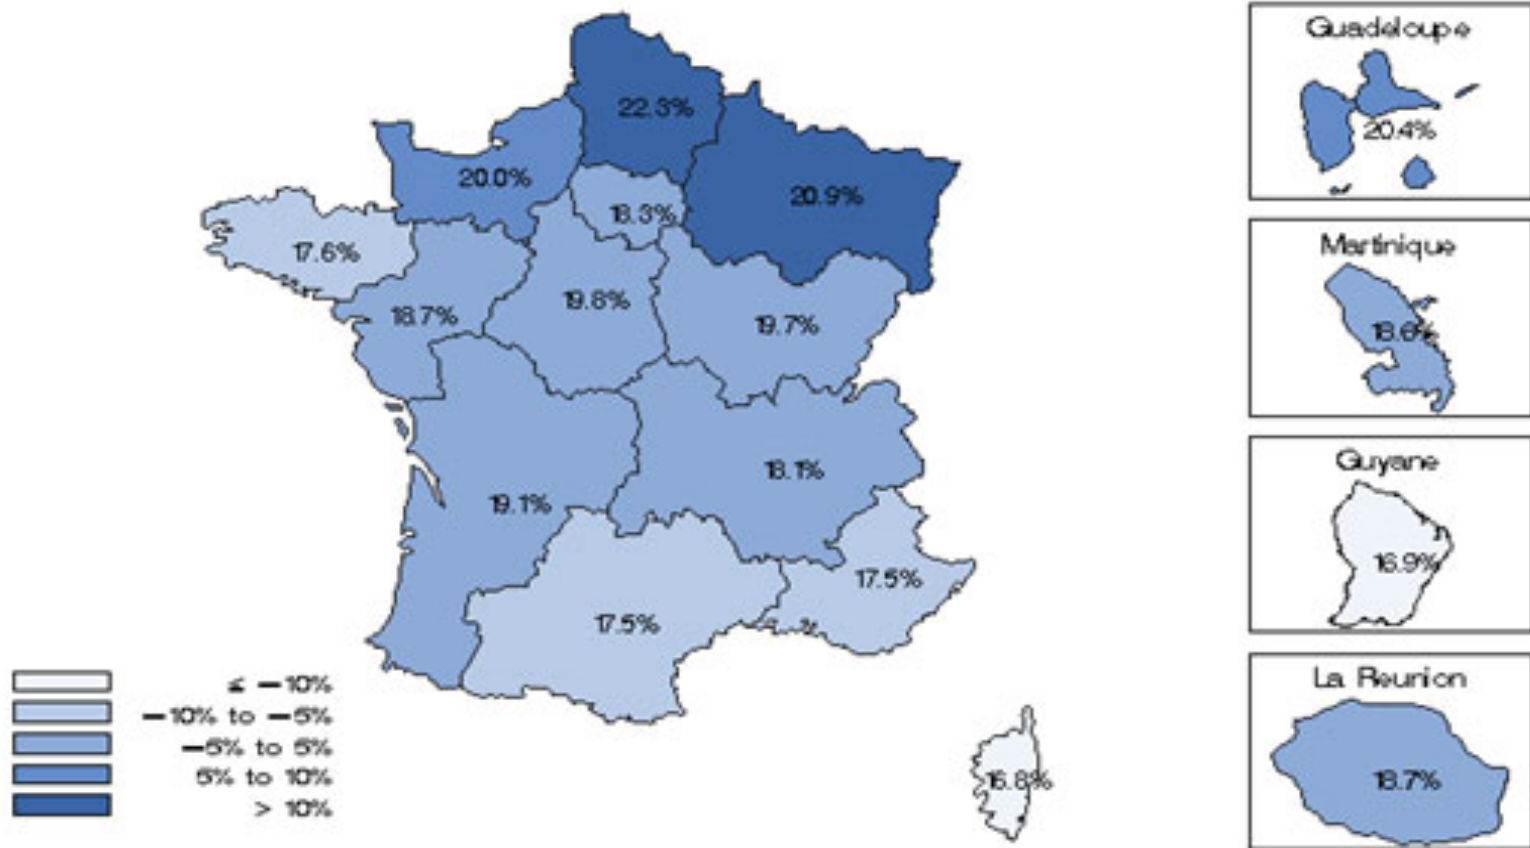 22.3%
20.0%
20.9%
18.3%
17.6%
18.7%
19.8%
19.7%
18.1%
19.1%
17.5%
17.5%
16.8%
≤ −10%
−10% to −5%
−5% to 5%
5% to 10%
> 10%
Guadeloupe
20.4%
Martinique
18.6%
Guyane
16.9%
La Reunion
18.7%